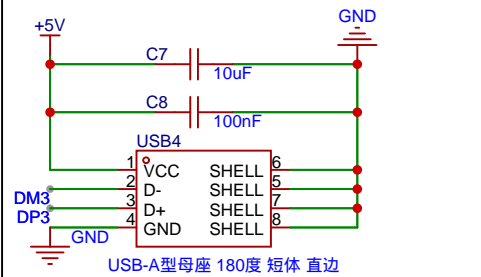 GND
+5V
C7
10uF
C8
100nF
USB4
1 VCC SHELL 6
2 D- SHELL 5
DM3
3 D+ SHELL 7
DP3
4 GND SHELL 8
GND
USB-A型母座 180度 短体 直边